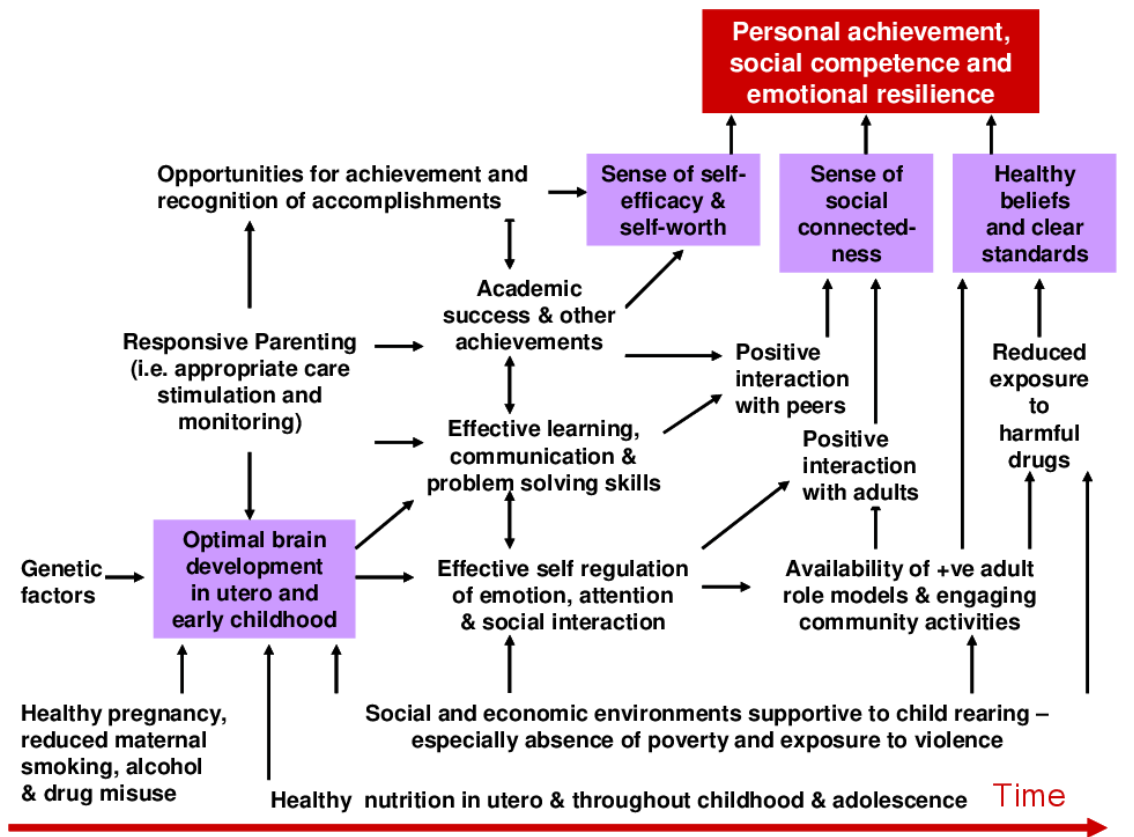 Personal achievement,
social competence and
emotional resilience
Opportunities for achievement and
recognition of accomplishments
Sense of self-
efficacy &
self-worth
Sense of
social
connected-
ness
Healthy
beliefs
and clear
standards
Academic
success & other
achievements
Responsive Parenting
(i.e. appropriate care
stimulation and
monitoring)
Positive
interaction
with peers
Reduced
exposure
to
harmful
drugs
Effective learning,
communication &
problem solving skills
Positive
interaction
with adults
Genetic
factors
Optimal brain
development
in utero and
early childhood
Effective self regulation
of emotion, attention
& social interaction
Availability of +ve adult
role models & engaging
community activities
Healthy pregnancy,
reduced maternal
smoking, alcohol
& drug misuse
Social and economic environments supportive to child rearing –
especially absence of poverty and exposure to violence
Healthy nutrition in utero & throughout childhood & adolescence
Time